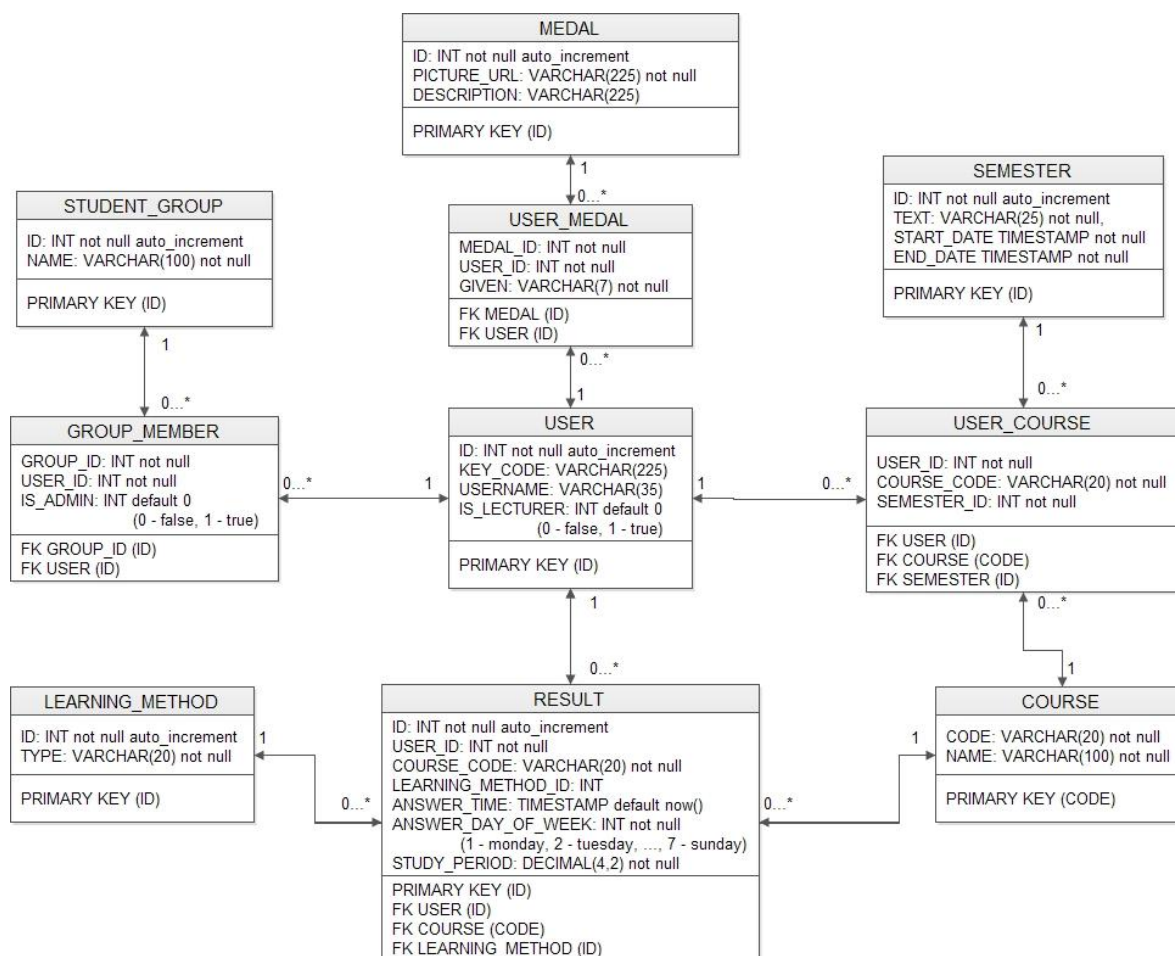 MEDAL
ID: INT not null auto_increment
PICTURE_URL: VARCHAR(225) not null
DESCRIPTION: VARCHAR(225)
PRIMARY KEY (ID)
1
0...*
STUDENT_GROUP
ID: INT not null auto_increment
NAME: VARCHAR(100) not null
PRIMARY KEY (ID)
1
0...*
USER_MEDAL
MEDAL_ID: INT not null
USER_ID: INT not null
GIVEN: VARCHAR(7) not null
FK MEDAL (ID)
FK USER (ID)
0...*
1
SEMESTER
ID: INT not null auto_increment
TEXT: VARCHAR(25) not null,
START_DATE TIMESTAMP not null
END_DATE TIMESTAMP not null
PRIMARY KEY (ID)
1
0...*
GROUP_MEMBER
GROUP_ID: INT not null
USER_ID: INT not null
IS_ADMIN: INT default 0
(0 - false, 1 - true)
FK GROUP_ID (ID)
FK USER (ID)
0...*
1
USER
ID: INT not null auto_increment
KEY_CODE: VARCHAR(225)
USERNAME: VARCHAR(35)
IS_LECTURER: INT default 0
(0 - false, 1 - true)
PRIMARY KEY (ID)
1
0...*
USER_COURSE
USER_ID: INT not null
COURSE_CODE: VARCHAR(20) not null
SEMESTER_ID: INT not null
FK USER (ID)
FK COURSE (CODE)
FK SEMESTER (ID)
1
0...*
0...*
1
LEARNING_METHOD
ID: INT not null auto_increment
TYPE: VARCHAR(20) not null
PRIMARY KEY (ID)
1
0...*
RESULT
ID: INT not null auto_increment
USER_ID: INT not null
COURSE_CODE: VARCHAR(20) not null
LEARNING_METHOD_ID: INT
ANSWER_TIME: TIMESTAMP default now()
ANSWER_DAY_OF_WEEK: INT not null
(1 - monday, 2 - tuesday, ..., 7 - sunday)
STUDY_PERIOD: DECIMAL(4,2) not null
PRIMARY KEY (ID)
FK USER (ID)
FK COURSE (CODE)
FK LEARNING_METHOD (ID)
0...*
1
COURSE
CODE: VARCHAR(20) not null
NAME: VARCHAR(100) not null
PRIMARY KEY (CODE)